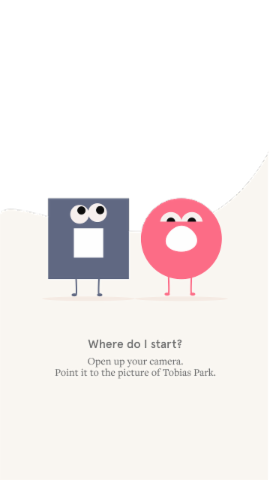 Where do I start?
Open up your camera.
Point it to the picture of Tobias Park.